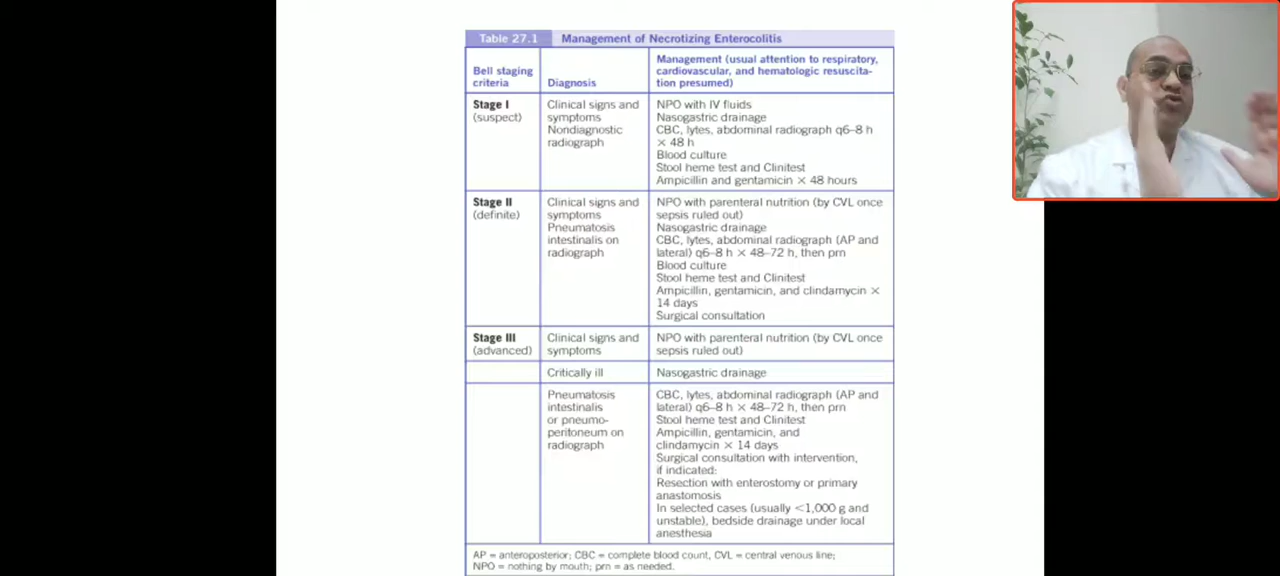 Table 27.1 Management of Necrotizing Enterocolitis
Bell staging
criteria
Diagnosis
Management (usual attention to respiratory,
cardiovascular, and hematologic resuscita-
tion presumed)
Stage I
(suspect)
Clinical signs and
symptoms
Nondiagnostic
radiograph
NPO with IV fluids
Nasogastric drainage
CBC, lytes, abdominal radiograph q6–8 h
× 48 h
Blood culture
Stool heme test and Clinitest
Ampicillin and gentamicin × 48 hours
Stage II
(definite)
Clinical signs and
symptoms
Pneumatosis
intestinalis on
radiograph
NPO with parenteral nutrition (by CVL once
sepsis ruled out)
Nasogastric drainage
CBC, lytes, abdominal radiograph (AP and
lateral) q6–8 h × 48–72 h, then prn
Blood culture
Stool heme test and Clinitest
Ampicillin, gentamicin, and clindamycin ×
14 days
Surgical consultation
Stage III
(advanced)
Clinical signs and
symptoms
NPO with parenteral nutrition (by CVL once
sepsis ruled out)
Critically ill
Nasogastric drainage
Pneumatosis
intestinalis
or pneumo-
peritoneum on
radiograph
CBC, lytes, abdominal radiograph (AP and
lateral) q6–8 h × 48–72 h, then prn
Stool heme test and Clinitest
Ampicillin, gentamicin, and
clindamycin × 14 days
Surgical consultation with intervention,
if indicated:
Resection with enterostomy or primary
anastomosis
In selected cases (usually <1,000 g and
unstable), bedside drainage under local
anesthesia
AP = anteroposterior; CBC = complete blood count, CVL = central venous line;
NPO = nothing by mouth; prn = as needed.